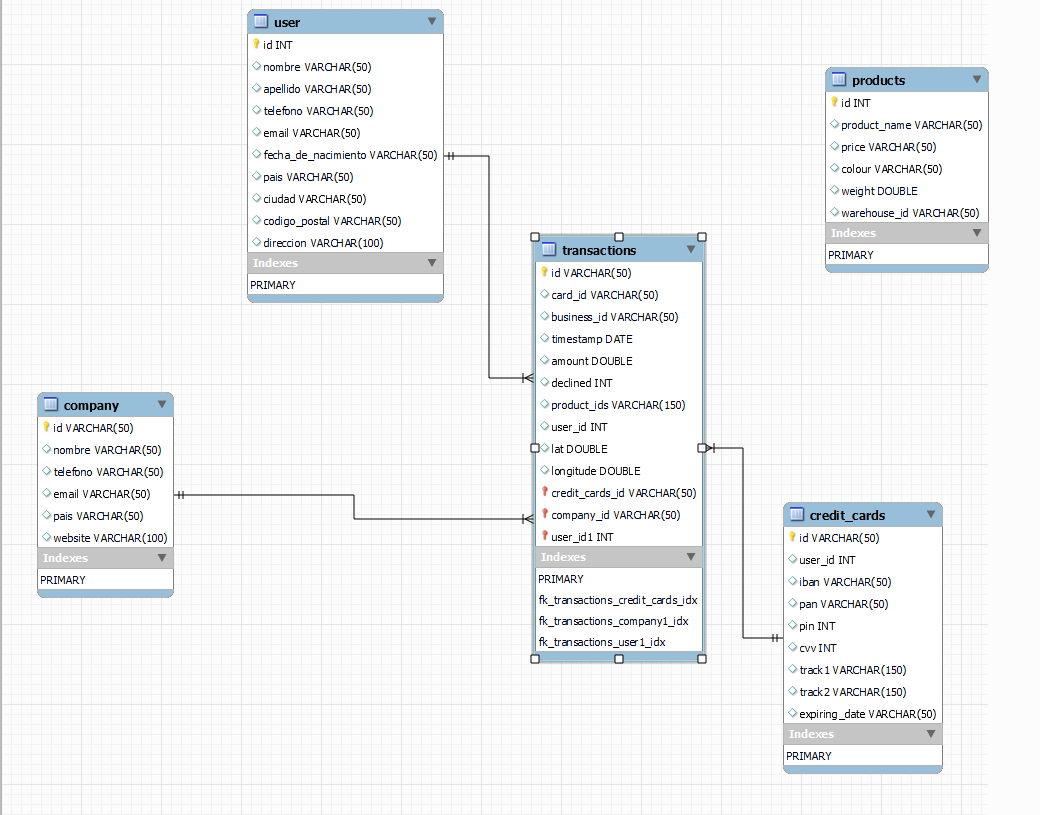 user
id INT
nombre VARCHAR(50)
apellido VARCHAR(50)
telefono VARCHAR(50)
email VARCHAR(50)
fecha_de_nacimiento VARCHAR(50)
pais VARCHAR(50)
ciudad VARCHAR(50)
codigo_postal VARCHAR(50)
direccion VARCHAR(100)
Indexes
PRIMARY
products
id INT
product_name VARCHAR(50)
price VARCHAR(50)
colour VARCHAR(50)
weight DOUBLE
warehouse_id VARCHAR(50)
Indexes
PRIMARY
transactions
id VARCHAR(50)
card_id VARCHAR(50)
business_id VARCHAR(50)
timestamp DATE
amount DOUBLE
declined INT
product_ids VARCHAR(150)
user_id INT
lat DOUBLE
longitude DOUBLE
credit_cards_id VARCHAR(50)
company_id VARCHAR(50)
user_id1 INT
Indexes
PRIMARY
fk_transactions_credit_cards_idx
fk_transactions_company1_idx
fk_transactions_user1_idx
company
id VARCHAR(50)
nombre VARCHAR(50)
telefono VARCHAR(50)
email VARCHAR(50)
pais VARCHAR(50)
website VARCHAR(100)
Indexes
PRIMARY
credit_cards
id VARCHAR(50)
user_id INT
iban VARCHAR(50)
pan VARCHAR(50)
pin INT
cvv INT
track1 VARCHAR(150)
track2 VARCHAR(150)
expiring_date VARCHAR(50)
Indexes
PRIMARY